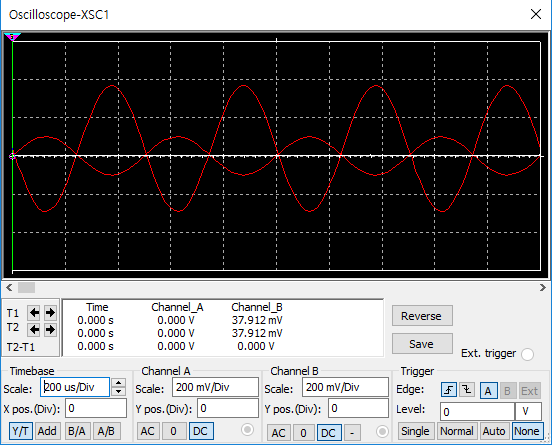 Oscilloscope-XSC1
T1
T2
T2-T1
Time Channel_A Channel_B
0.000 s 0.000 V 37.912 mV
0.000 s 0.000 V 37.912 mV
0.000 s 0.000 V 0.000 V
Reverse
Save
Ext. trigger
Timebase
Scale: 200 us/Div
X pos.(Div): 0
Y/T Add B/A A/B
Channel A
Scale: 200 mV/Div
Y pos.(Div): 0
AC 0 DC
Channel B
Scale: 200 mV/Div
Y pos.(Div): 0
AC 0 DC -
Trigger
Edge: A B Ext
Level: 0 V
Single Normal Auto None